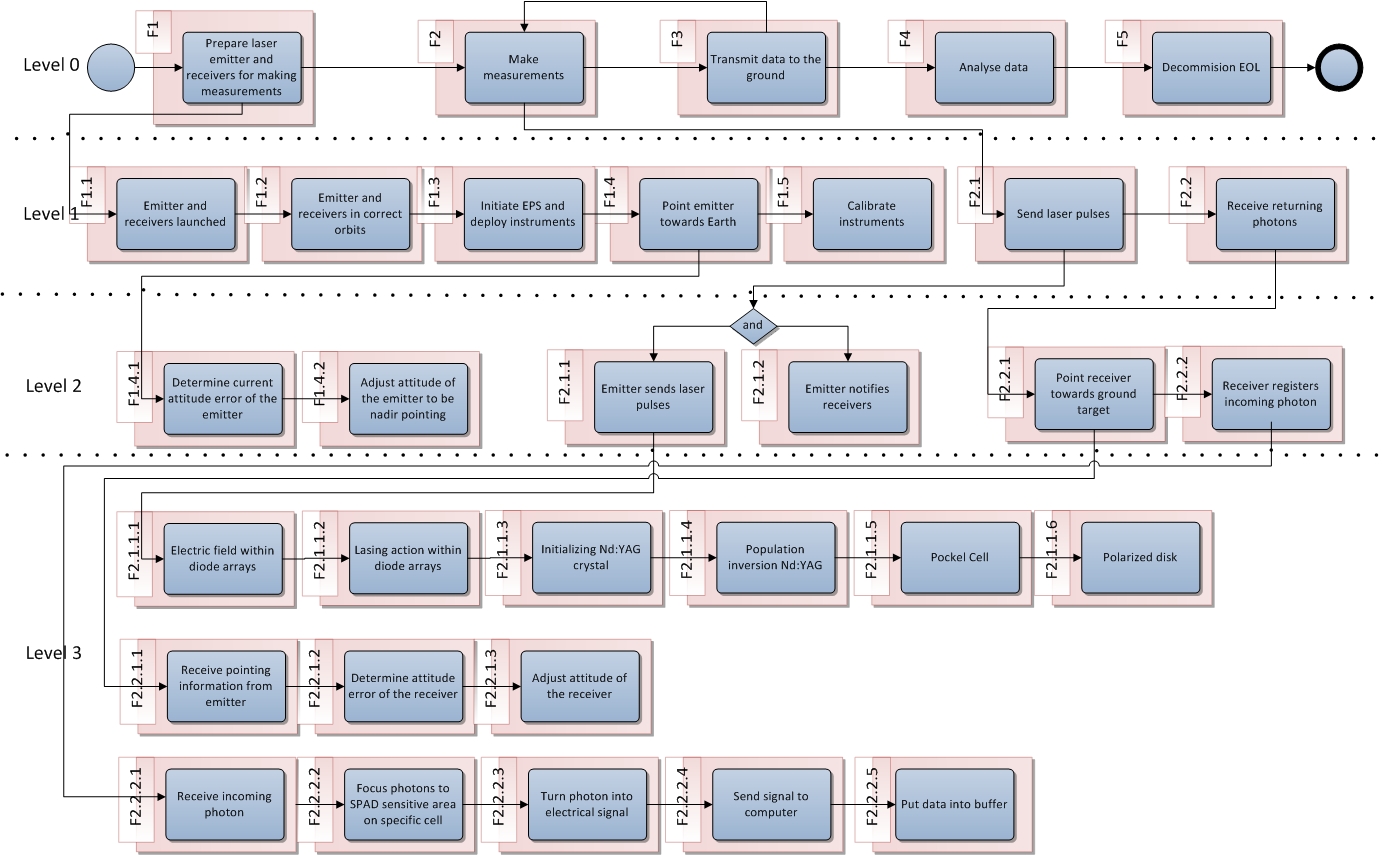 Level 0
F1
Prepare laser
emitter and
receivers for making
measurements
F2
Make
measurements
F3
Transmit data to the
ground
F4
Analyse data
F5
Decommision EOL
Level 1
F1.1
Emitter and
receivers launched
F1.2
Emitter and
receivers in correct
orbits
F1.3
Initiate EPS and
deploy instruments
F1.4
Point emitter
towards Earth
F1.5
Calibrate
instruments
F2.1
Send laser pulses
F2.2
Receive returning
photons
and
Level 2
F1.4.1
Determine current
attitude error of the
emitter
F1.4.2
Adjust attitude of
the emitter to be
nadir pointing
F2.1.1
Emitter sends laser
pulses
F2.1.2
Emitter notifies
receivers
F2.2.1
Point receiver
towards ground
target
F2.2.2
Receiver registers
incoming photon
Level 3
F2.1.1.1
Electric field within
diode arrays
F2.1.1.2
Lasing action within
diode arrays
F2.1.1.3
Initializing Nd:YAG
crystal
F2.1.1.4
Population
inversion Nd:YAG
F2.1.1.5
Pockel Cell
F2.1.1.6
Polarized disk
F2.2.1.1
Receive pointing
information from
emitter
F2.2.1.2
Determine attitude
error of the receiver
F2.2.1.3
Adjust attitude of
the receiver
F2.2.2.1
Receive incoming
photon
F2.2.2.2
Focus photons to
SPAD sensitive area
on specific cell
F2.2.2.3
Turn photon into
electrical signal
F2.2.2.4
Send signal to
computer
F2.2.2.5
Put data into buffer